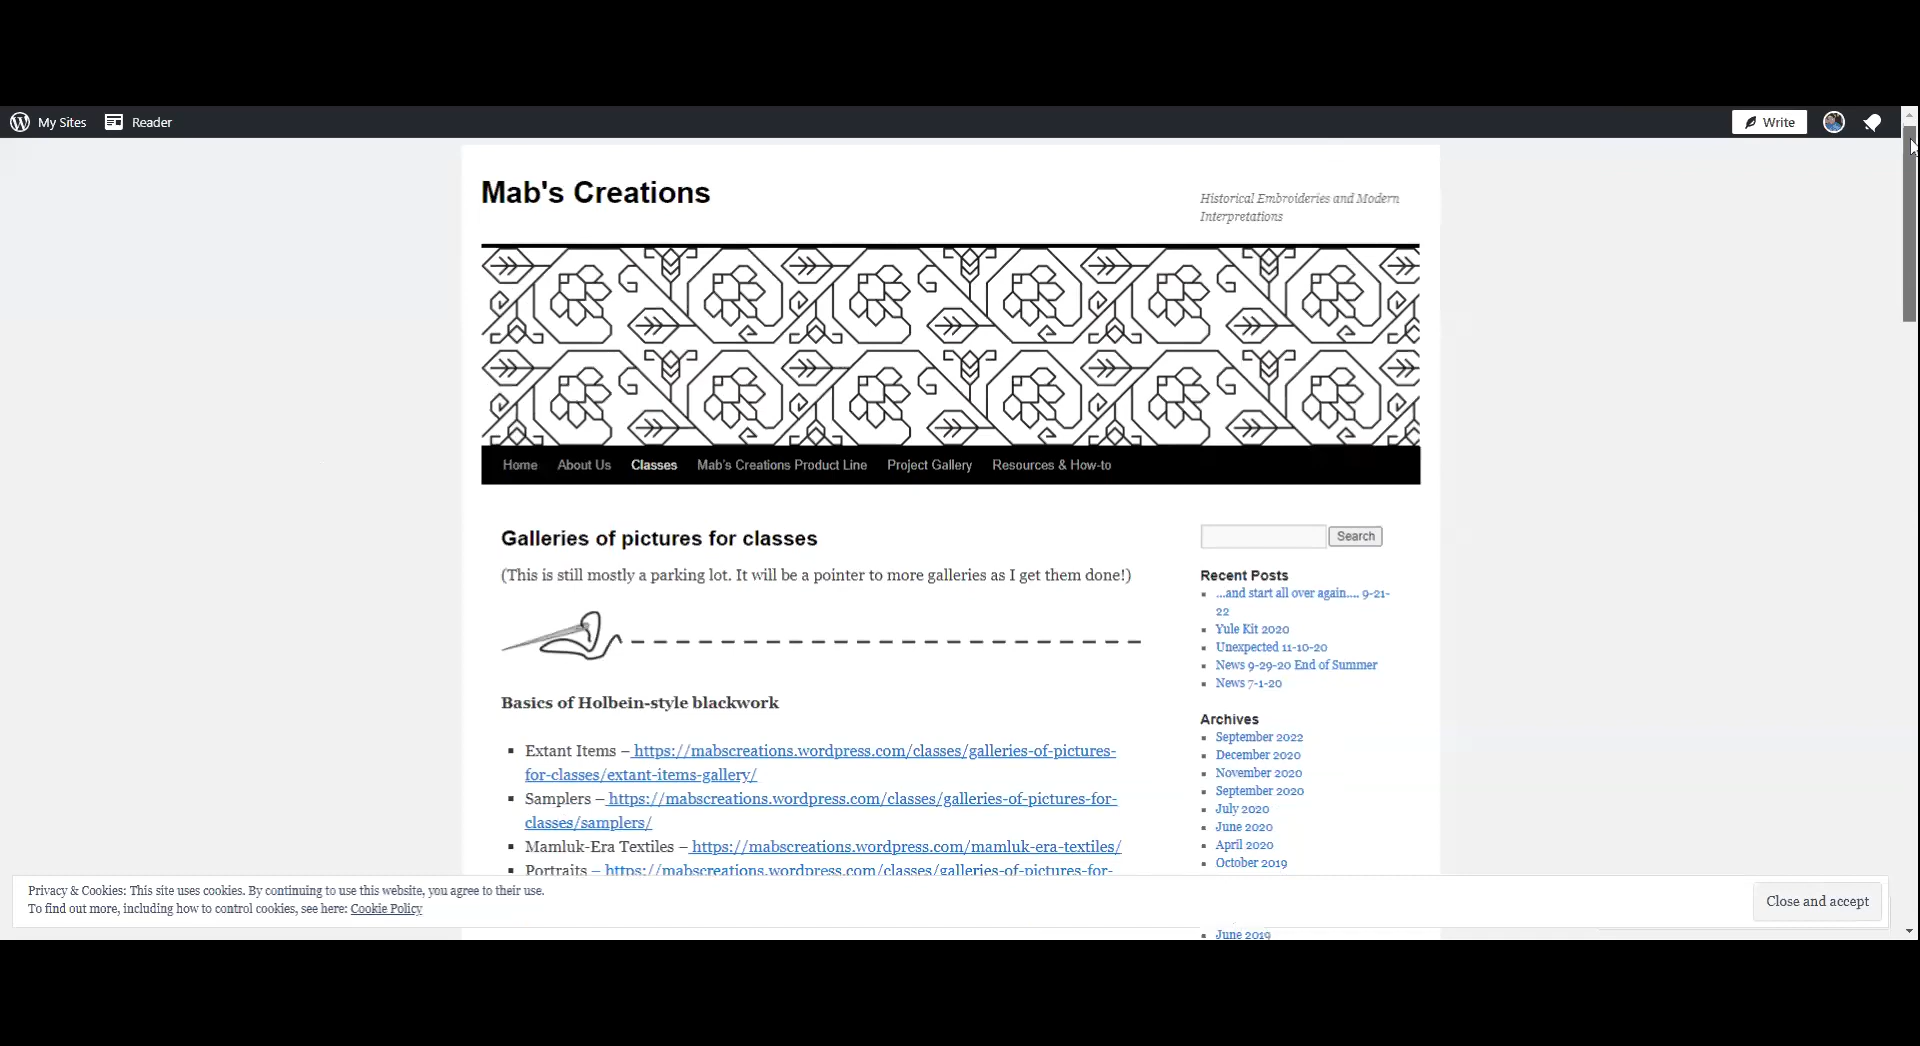 My Sites
Reader
Write
Mab's Creations
Historical Embroideries and Modern
Interpretations
Home
About Us
Classes
Mab's Creations Product Line
Project Gallery
Resources & How-to
Galleries of pictures for classes
(This is still mostly a parking lot. It will be a pointer to more galleries as I get them done!)
Basics of Holbein-style blackwork
Extant Items – https://mabscreations.wordpress.com/classes/galleries-of-pictures-
for-classes/extant-items-gallery/
Samplers – https://mabscreations.wordpress.com/classes/galleries-of-pictures-for-
classes/samplers/
Mamluk-Era Textiles – https://mabscreations.wordpress.com/mamluk-era-textiles/
Portraits – https://mabscreations.wordpress.com/classes/galleries-of-pictures-for-
Search
Recent Posts
…and start all over again…. 9-21-
22
Yule Kit 2020
Unexpected 11-10-20
News 9-29-20 End of Summer
News 7-1-20
Archives
September 2022
December 2020
November 2020
September 2020
July 2020
June 2020
April 2020
October 2019
June 2019
Privacy & Cookies: This site uses cookies. By continuing to use this website, you agree to their use.
To find out more, including how to control cookies, see here: Cookie Policy
Close and accept